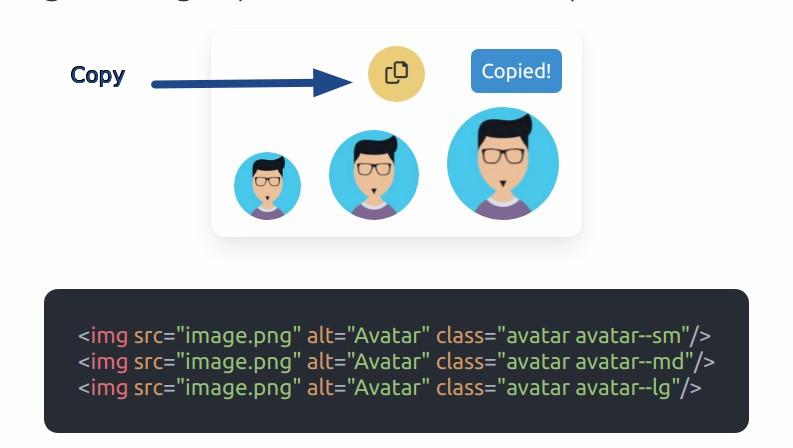 Copy
Copied!
<img src="image.png" alt="Avatar" class="avatar avatar--sm"/>
<img src="image.png" alt="Avatar" class="avatar avatar--md"/>
<img src="image.png" alt="Avatar" class="avatar avatar--lg"/>